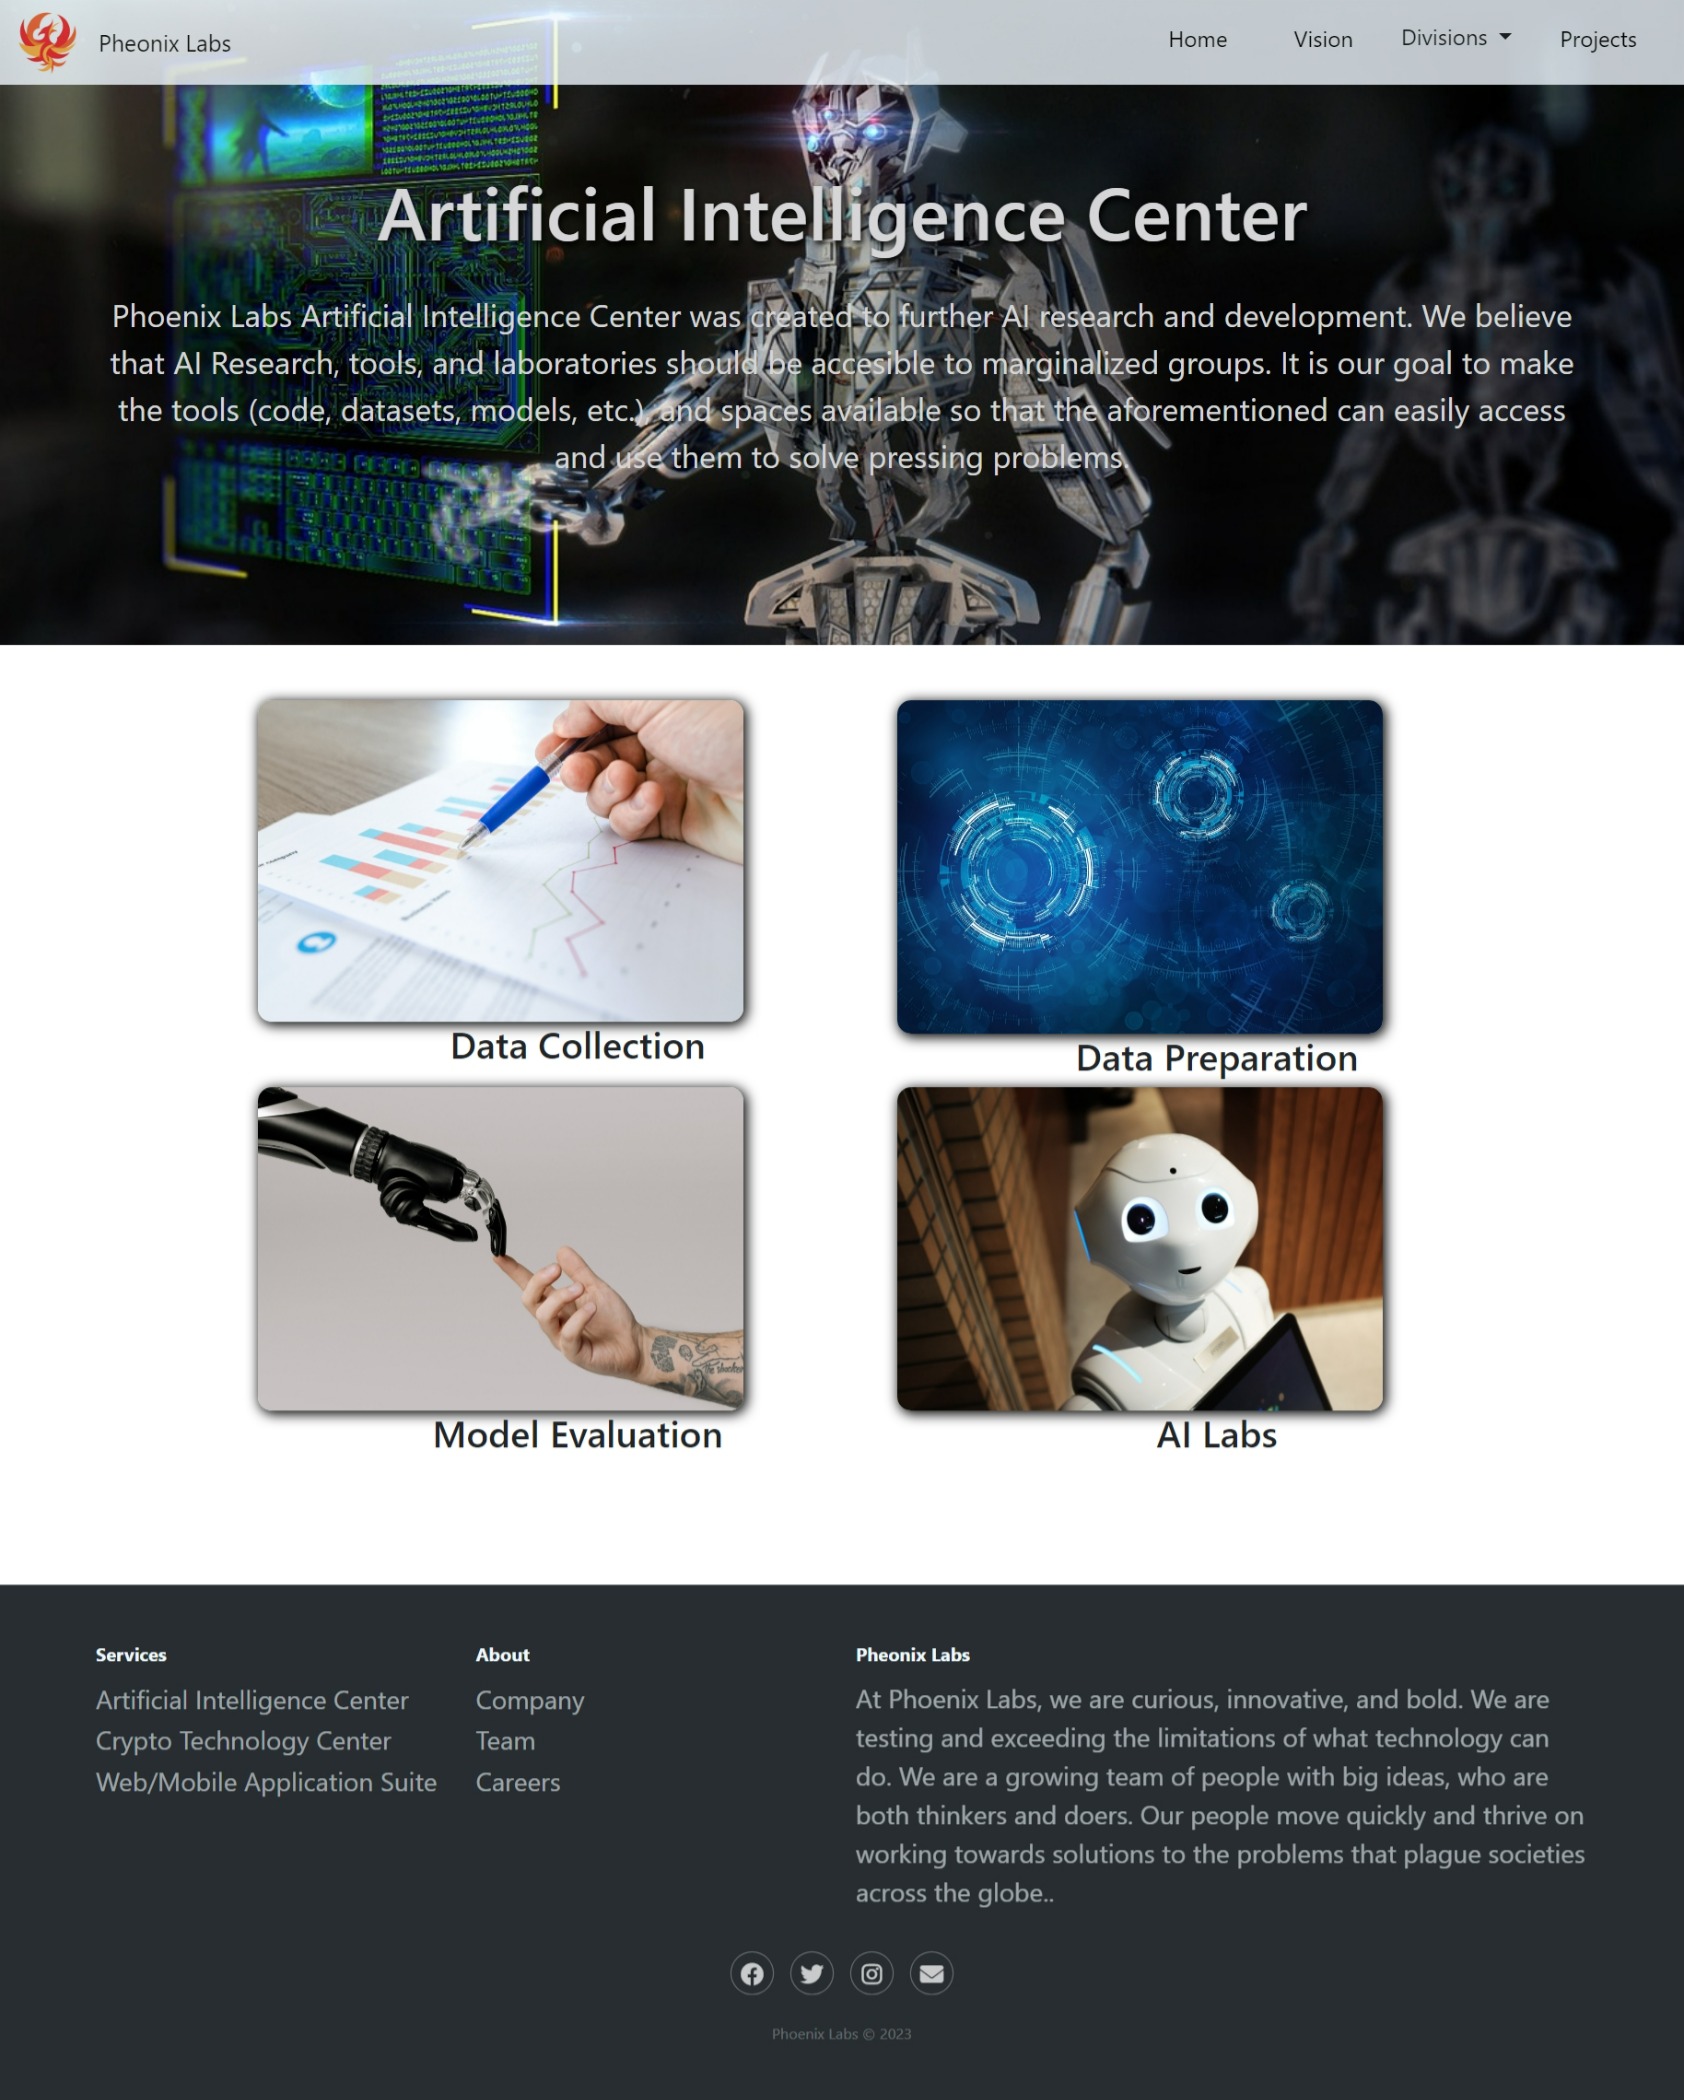 Pheonix Labs
Home
Vision
Divisions
Projects
Artificial Intelligence Center
Phoenix Labs Artificial Intelligence Center was created to further AI research and development. We believe
that AI Research, tools, and laboratories should be accesible to marginalized groups. It is our goal to make
the tools (code, datasets, models, etc.), and spaces available so that the aforementioned can easily access
and use them to solve pressing problems.
Data Collection
Data Preparation
Model Evaluation
AI Labs
Services
Artificial Intelligence Center
Crypto Technology Center
Web/Mobile Application Suite
About
Company
Team
Careers
Pheonix Labs
At Phoenix Labs, we are curious, innovative, and bold. We are
testing and exceeding the limitations of what technology can
do. We are a growing team of people with big ideas, who are
both thinkers and doers. Our people move quickly and thrive on
working towards solutions to the problems that plague societies
across the globe..
Phoenix Labs © 2023